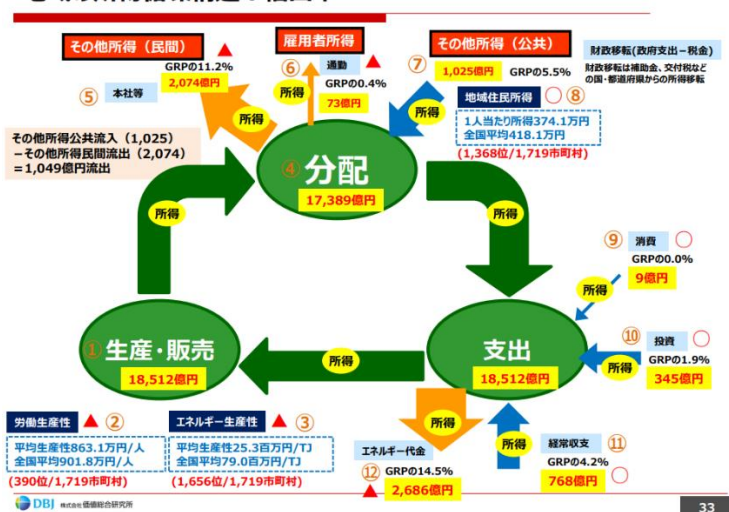 その他所得（民間）
▲
GRPの11.2%
2,074億円
⑤
本社等
所得
雇用者所得
⑥
通勤
▲
GRPの0.4%
73億円
所得
⑦
その他所得（公共）
1,025億円
GRPの5.5%
所得
財政移転(政府支出－税金)
財政移転は補助金、交付税など
の国・都道府県からの所得移転
地域住民所得
○
⑧
1人当たり所得374.1万円
全国平均418.1万円
(1,368位/1,719市町村)
その他所得公共流入（1,025）
－その他所得民間流出（2,074）
＝1,049億円流出
④
分配
17,389億円
所得
所得
⑨
消費
○
GRPの0.0%
9億円
所得
⑩
投資
○
GRPの1.9%
345億円
所得
①
生産・販売
18,512億円
所得
支出
18,512億円
労働生産性
▲
②
平均生産性863.1万円/人
全国平均901.8万円/人
(390位/1,719市町村)
エネルギー生産性
▲
③
平均生産性25.3百万円/TJ
全国平均79.0百万円/TJ
(1,656位/1,719市町村)
所得
エネルギー代金
⑫
GRPの14.5%
▲
2,686億円
所得
経常収支
⑪
GRPの4.2%
768億円
○
DBJ 株式会社価値総合研究所
33